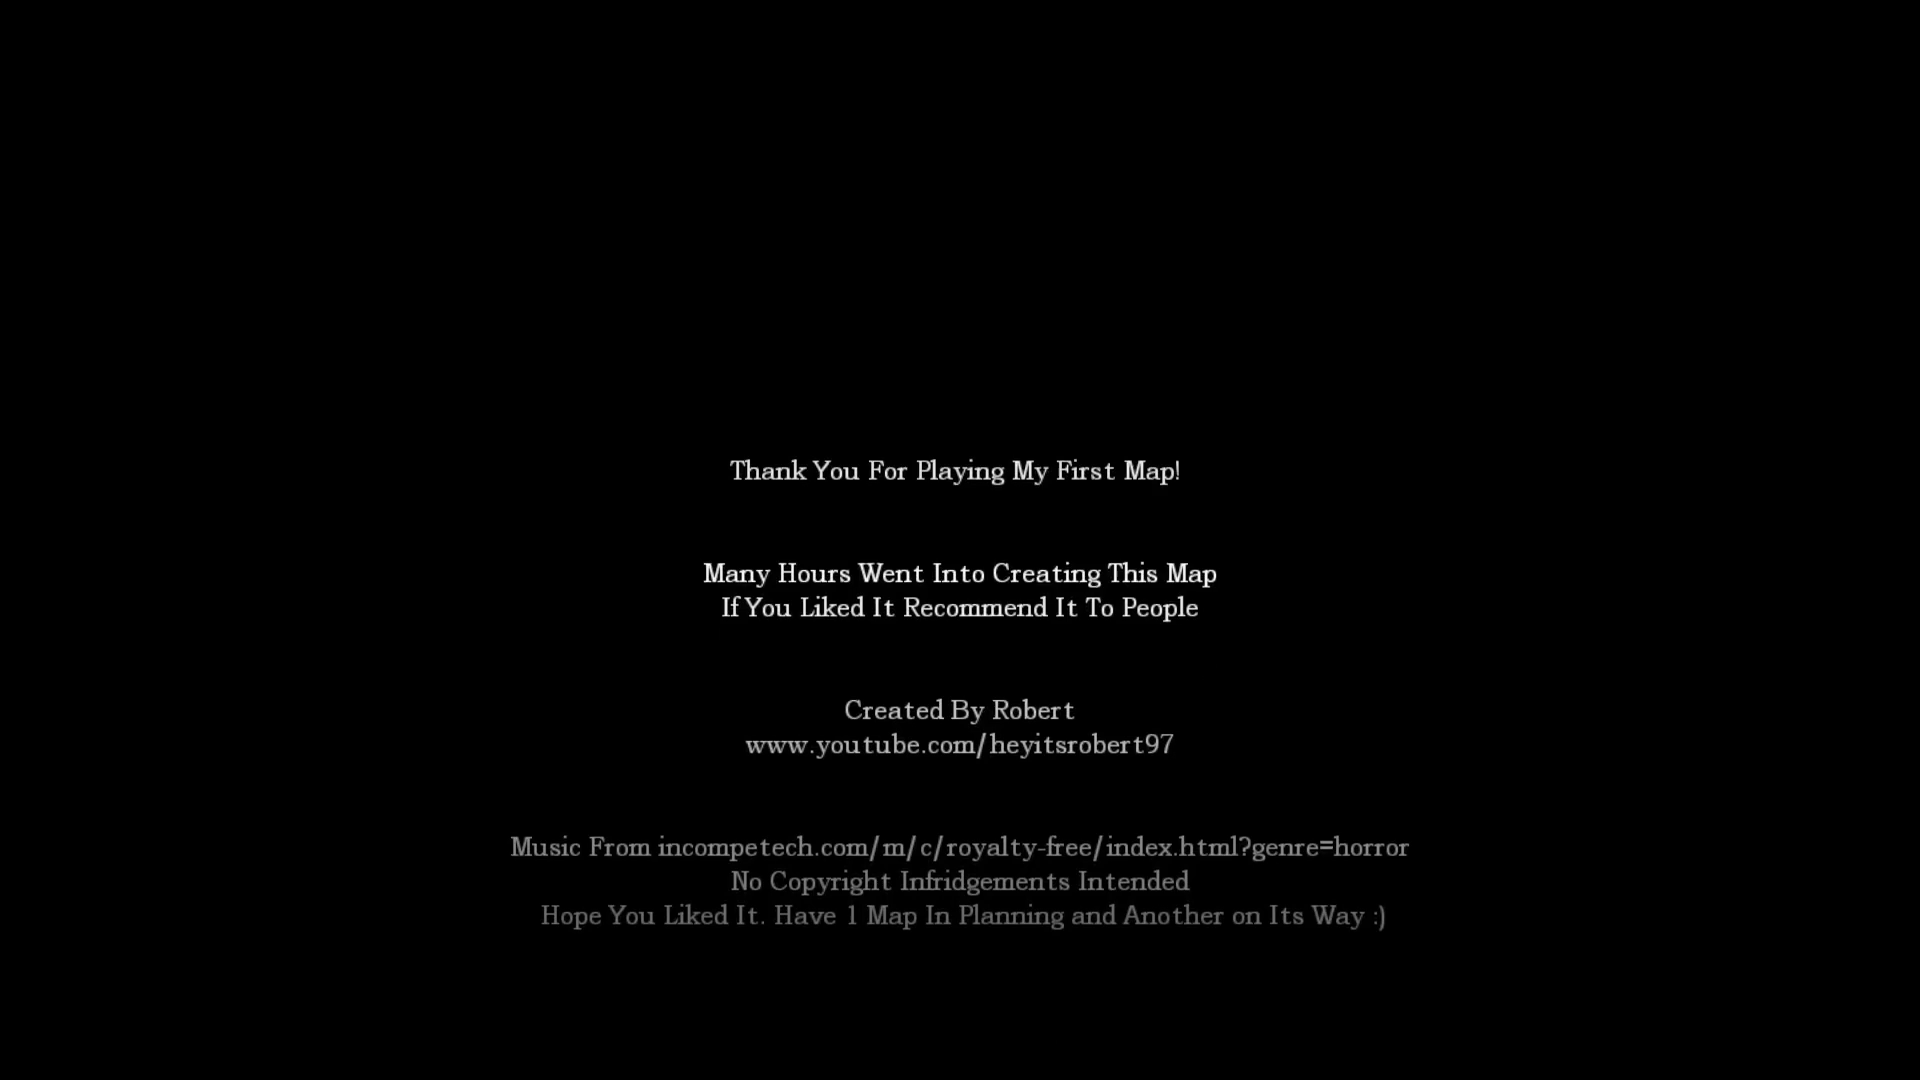 Thank You For Playing My First Map!
Many Hours Went Into Creating This Map
If You Liked It Recommend It To People
Created By Robert
www.youtube.com/heyitsrobert97
Music From incompetech.com/m/c/royalty-free/index.html?genre=horror
No Copyright Infridgements Intended
Hope You Liked It. Have 1 Map In Planning and Another on Its Way :)